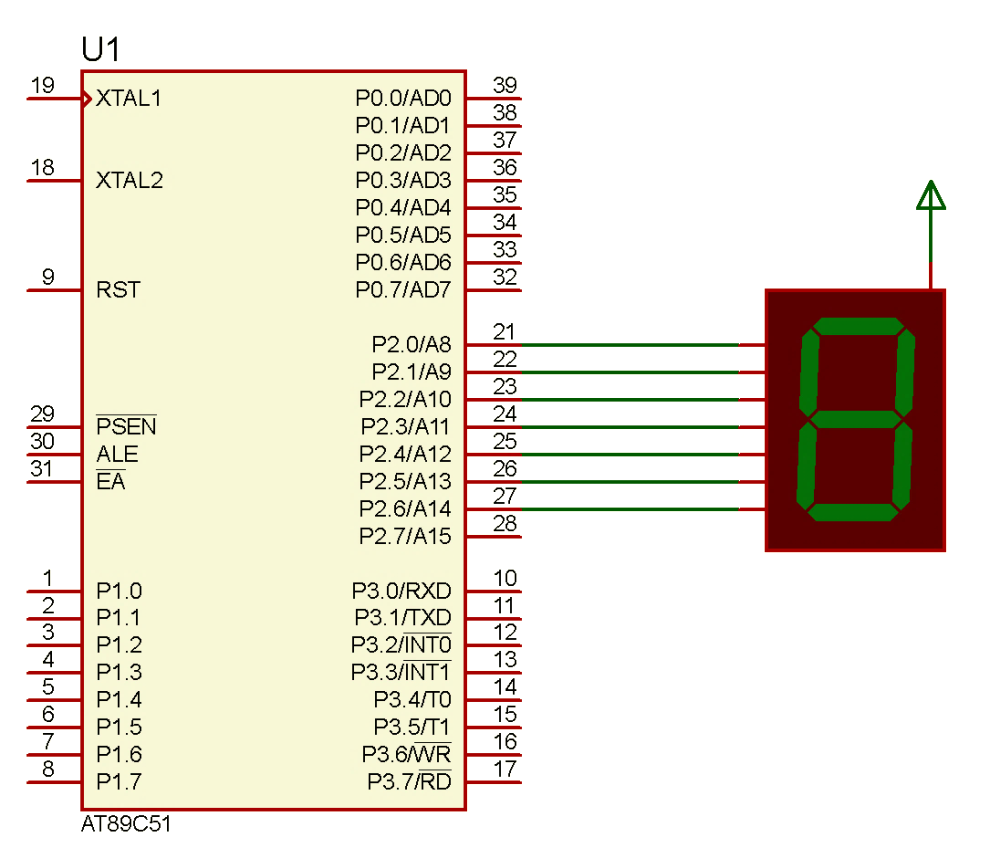 U1
19 XTAL1
18 XTAL2
9 RST
29 PSEN
30 ALE
31 EA
1 P1.0
2 P1.1
3 P1.2
4 P1.3
5 P1.4
6 P1.5
7 P1.6
8 P1.7
P0.0/AD0 39
P0.1/AD1 38
P0.2/AD2 37
P0.3/AD3 36
P0.4/AD4 35
P0.5/AD5 34
P0.6/AD6 33
P0.7/AD7 32
P2.0/A8 21
P2.1/A9 22
P2.2/A10 23
P2.3/A11 24
P2.4/A12 25
P2.5/A13 26
P2.6/A14 27
P2.7/A15 28
P3.0/RXD 10
P3.1/TXD 11
P3.2/INT0 12
P3.3/INT1 13
P3.4/T0 14
P3.5/T1 15
P3.6/WR 16
P3.7/RD 17
AT89C51